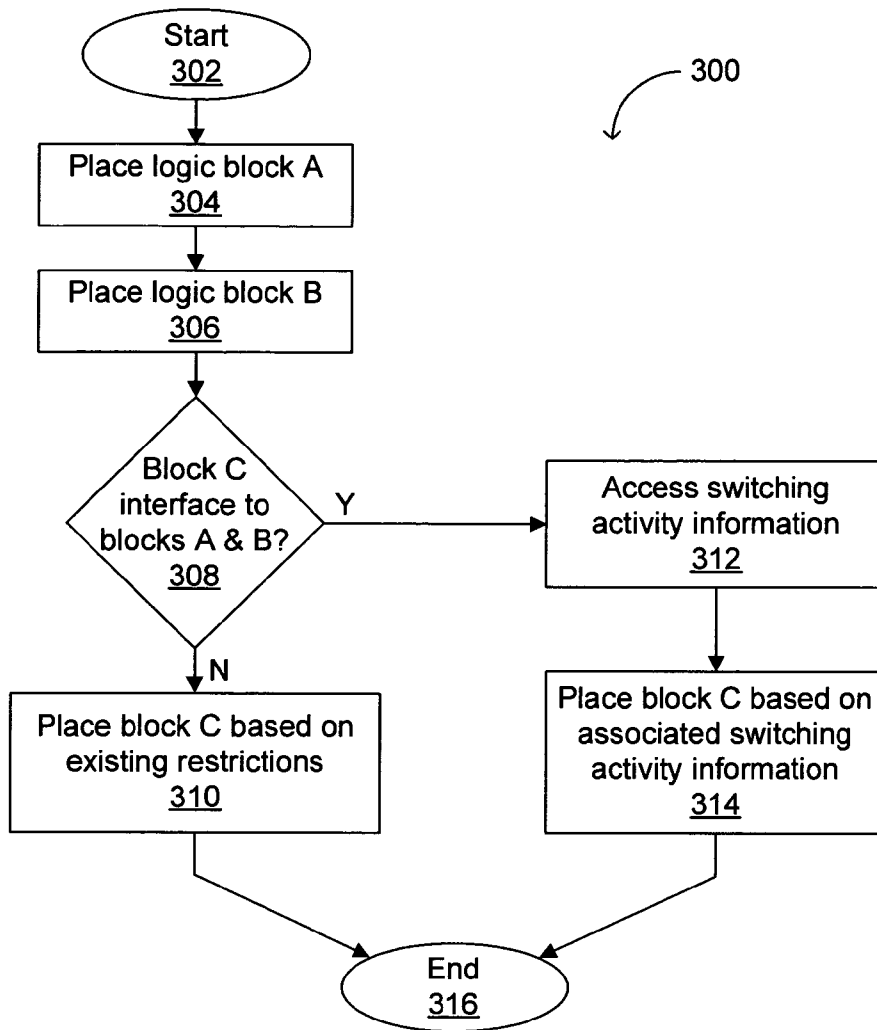 Start
302
300
Place logic block A
304
Place logic block B
306
Block C
interface to
blocks A & B?
308
Y
N
Access switching
activity information
312
Place block C based on
existing restrictions
310
Place block C based on
associated switching
activity information
314
End
316